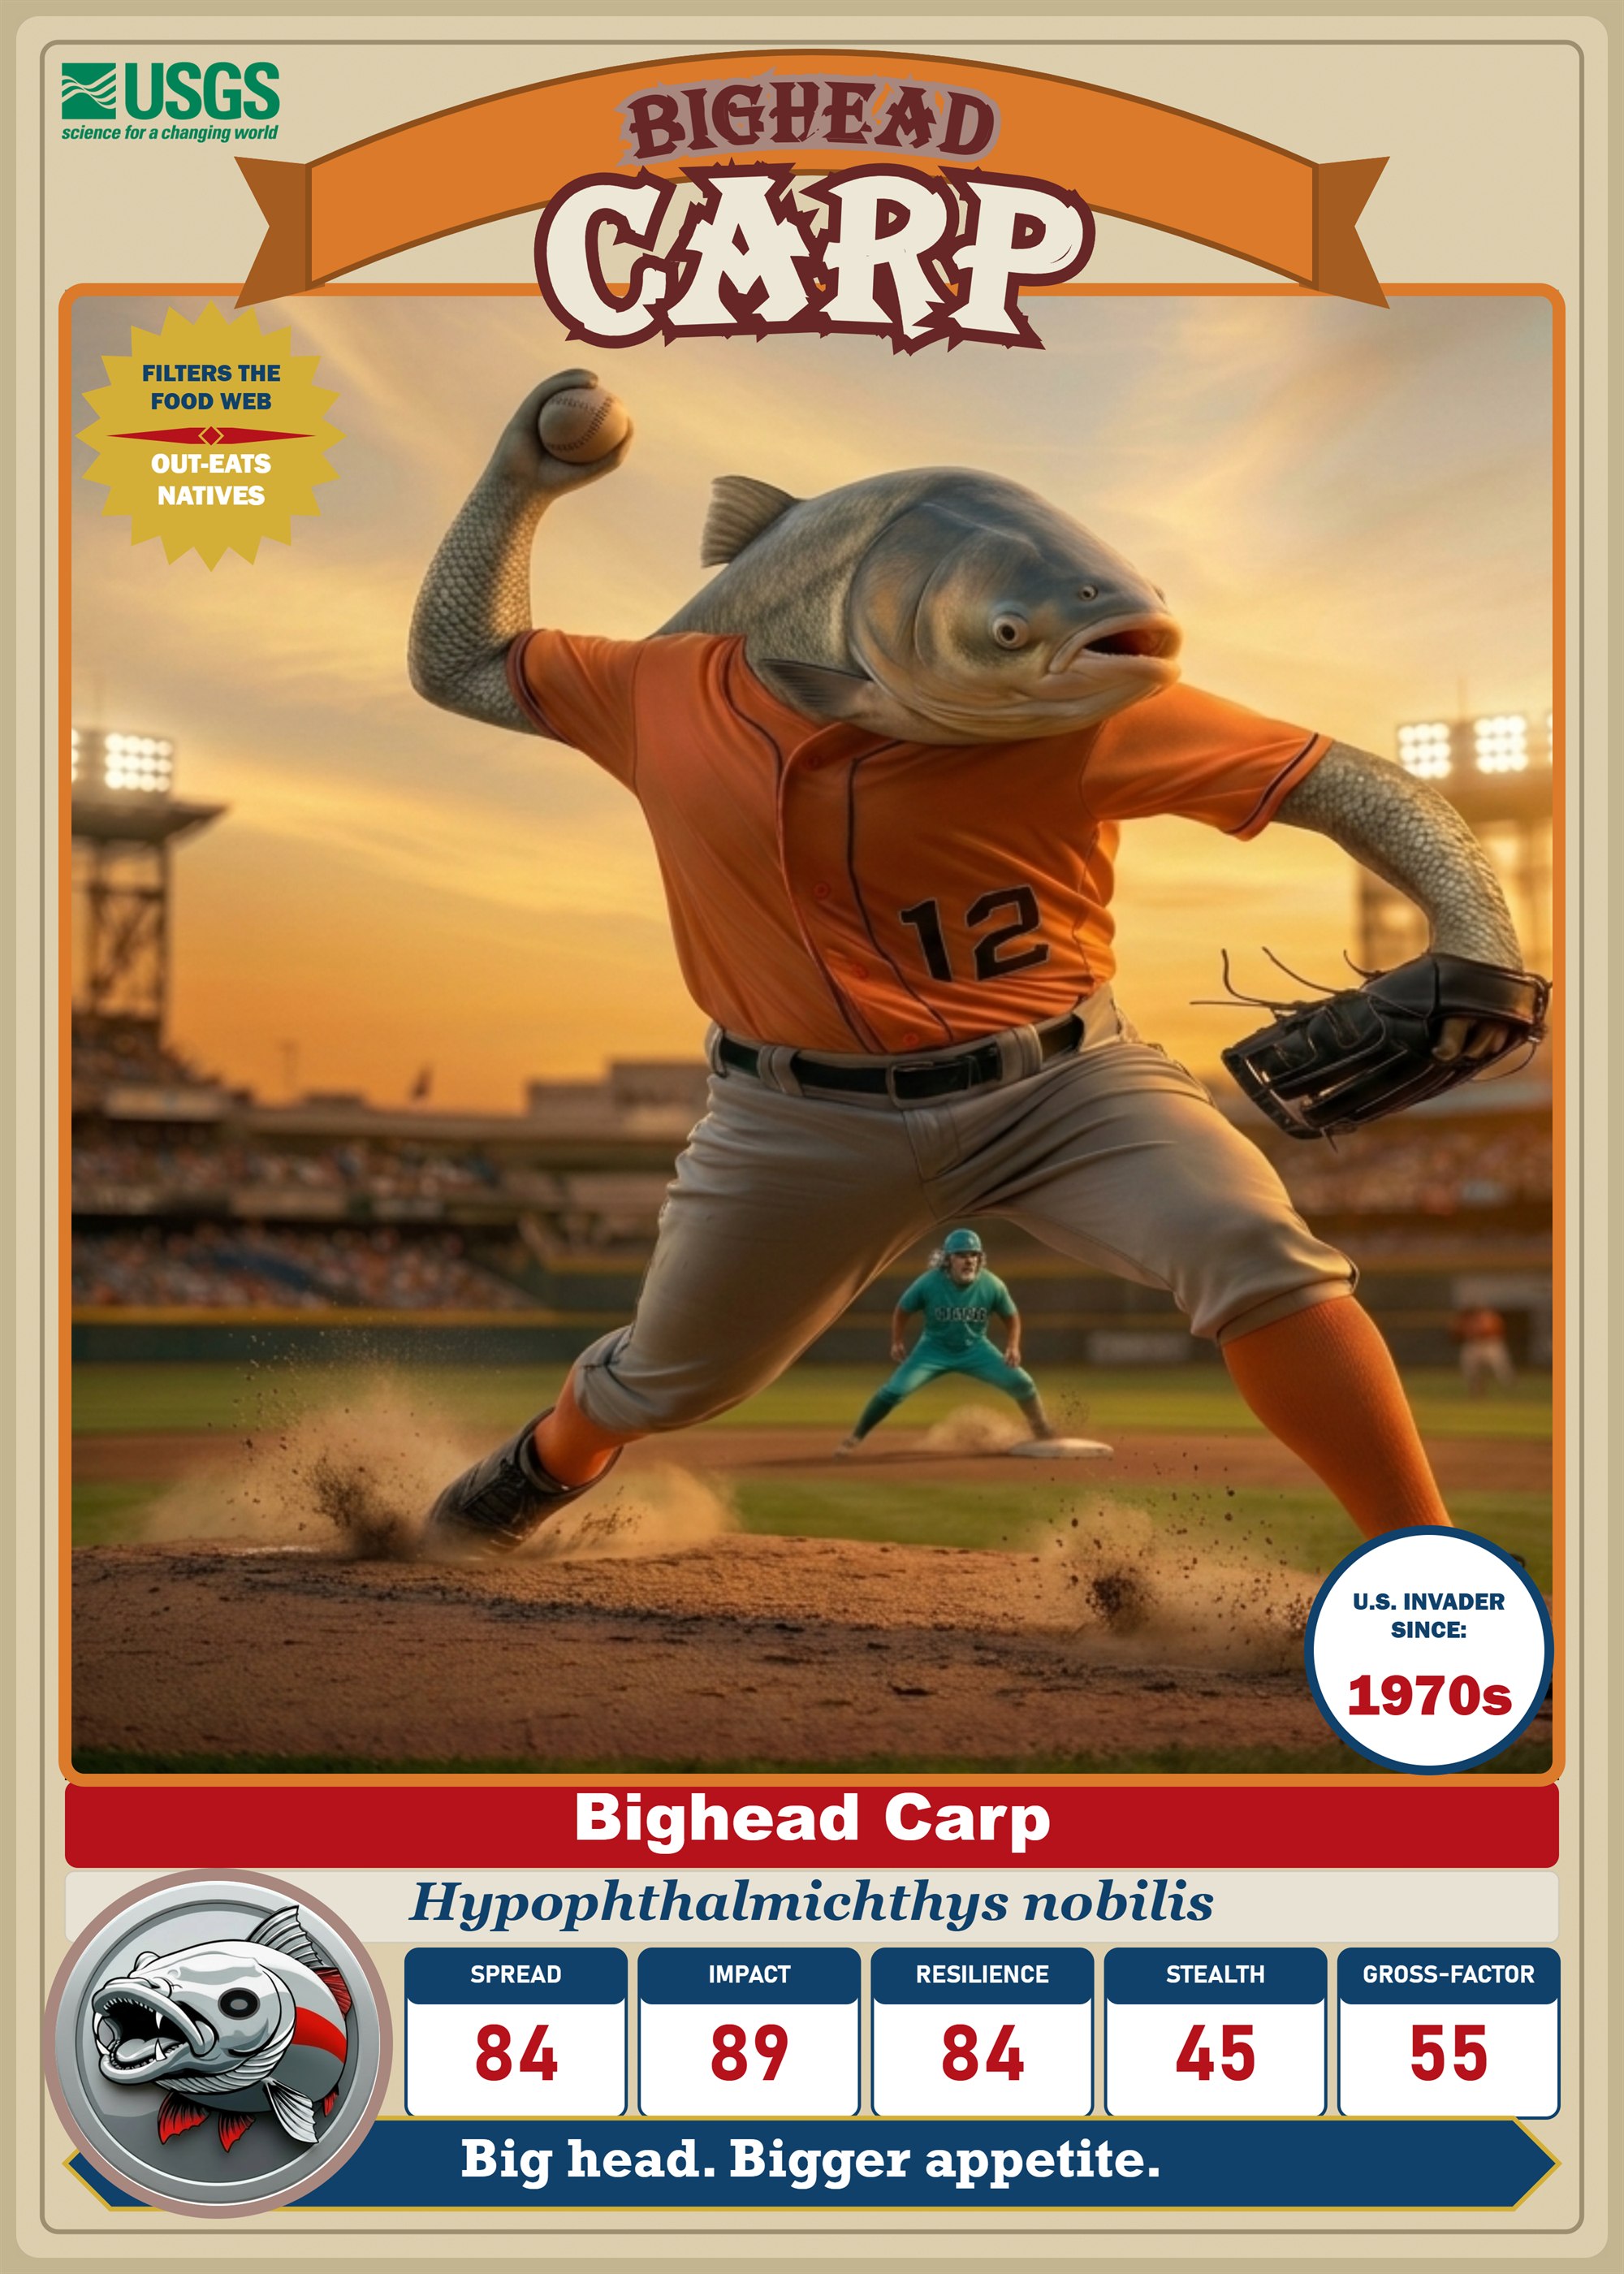 USGS
science for a changing world
BIGHEAD
CARP
FILTERS THE
FOOD WEB
OUT-EATS
NATIVES
12
U.S. INVADER
SINCE:
1970s
Bighead Carp
Hypophthalmichthys nobilis
SPREAD
IMPACT
RESILIENCE
STEALTH
GROSS-FACTOR
84
89
84
45
55
Big head. Bigger appetite.